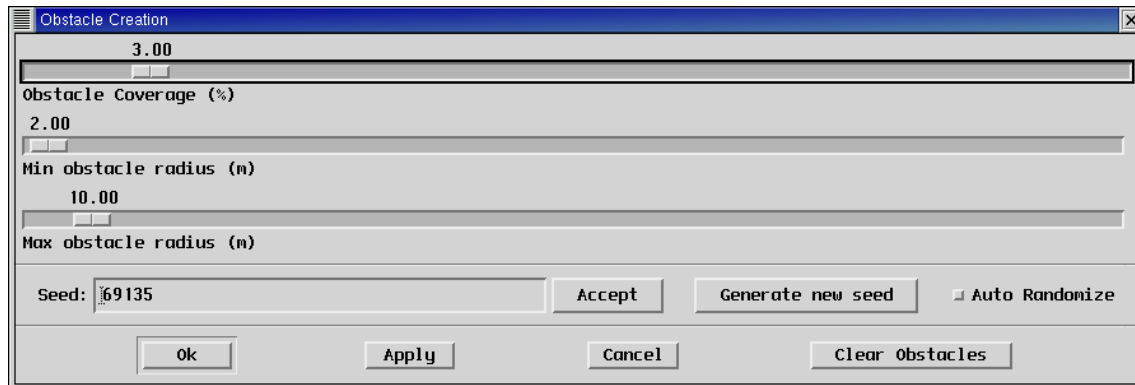 Obstacle Creation
3.00
Obstacle Coverage (%)
2.00
Min obstacle radius (m)
10.00
Max obstacle radius (m)
Seed: 69135 Accept Generate new seed Auto Randomize
Ok Apply Cancel Clear Obstacles